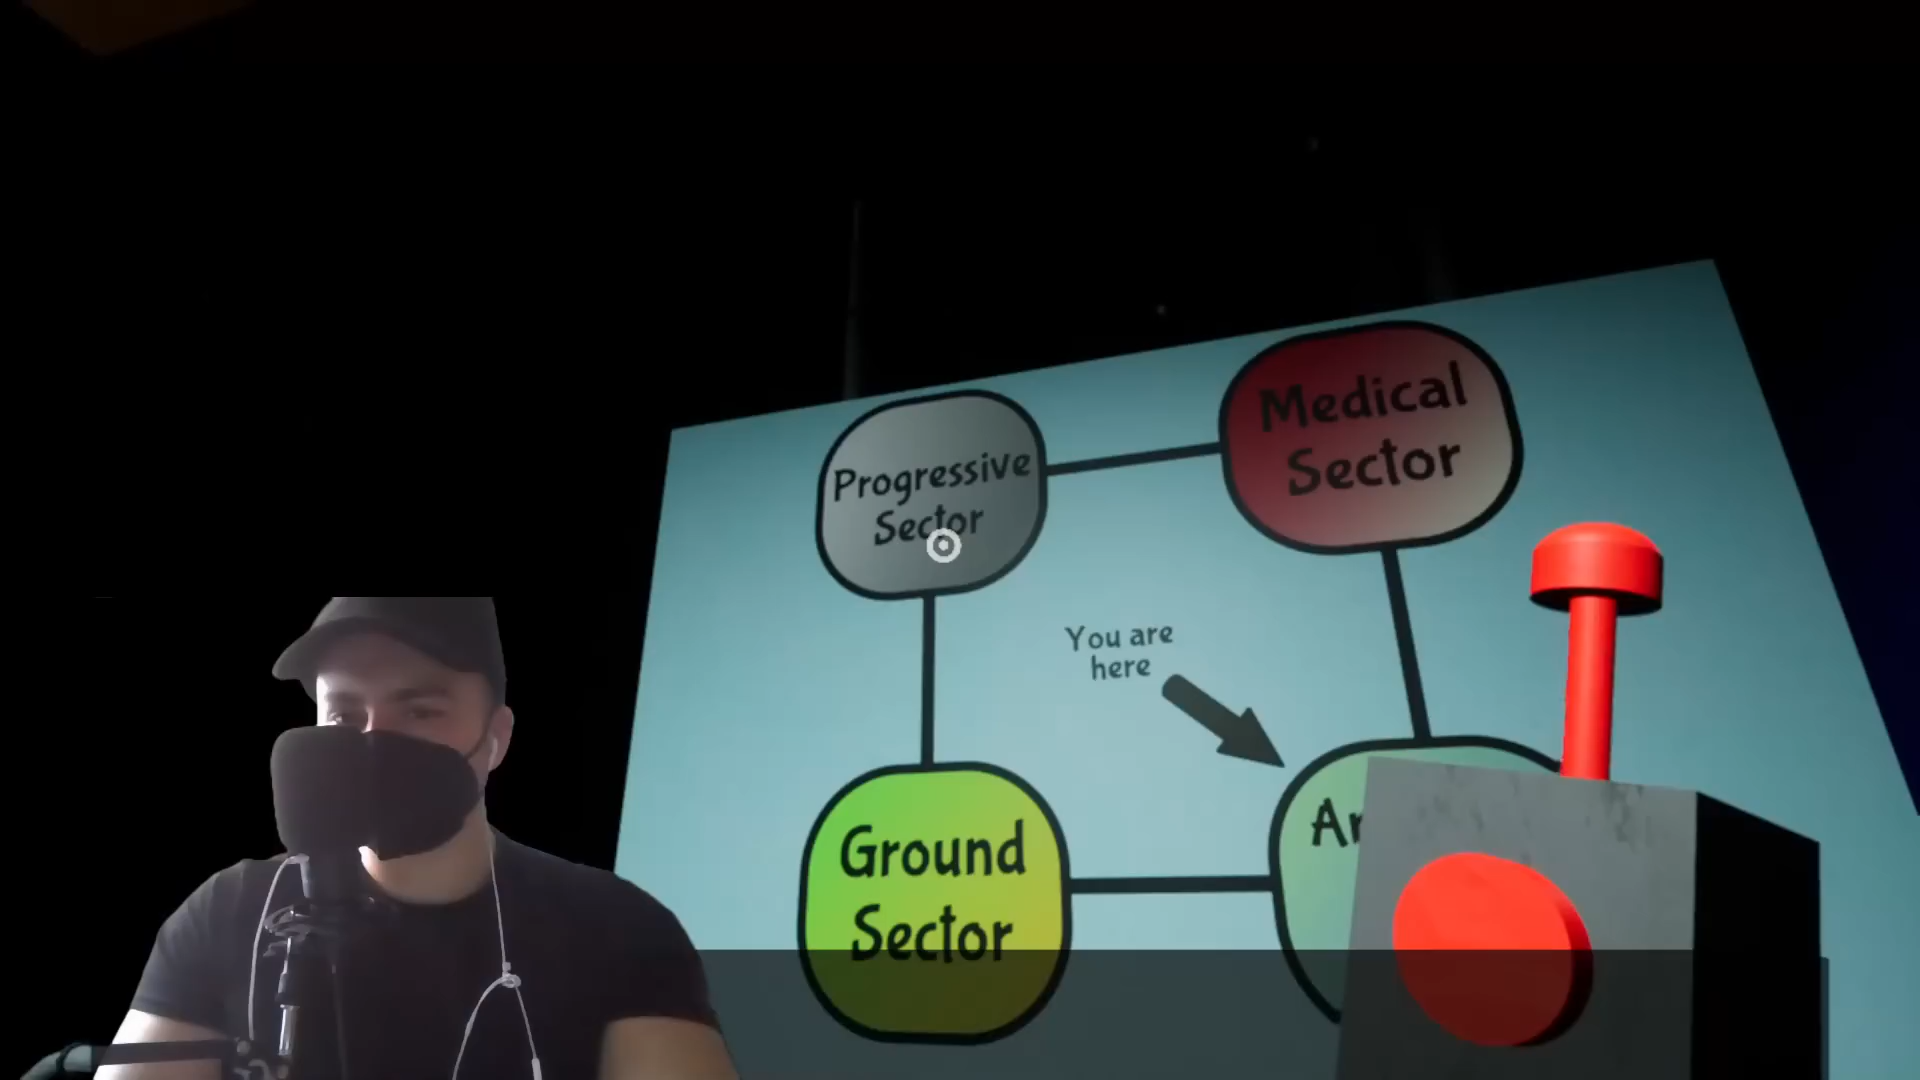 Progressive
Sector
Medical
Sector
You are
here
Ground
Sector